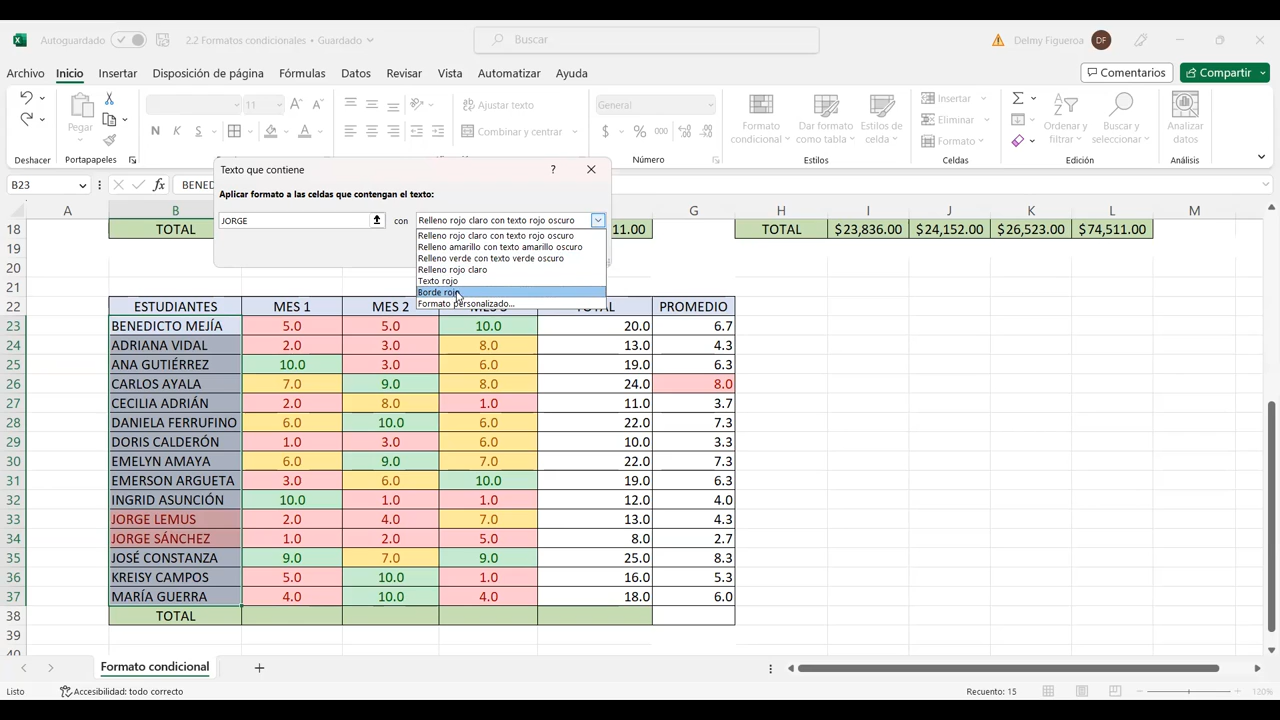 Autoguardado
2.2 Formatos condicionales • Guardado
Buscar
Delmy Figueroa
DF
Archivo
Inicio
Insertar
Disposición de página
Fórmulas
Datos
Revisar
Vista
Automatizar
Ayuda
Comentarios
Compartir
Pegar
11
N K S
Ajustar texto
Combinar y centrar
General
$ % 000
Formato condicional
Dar formato como tabla
Estilos de celda
Insertar
Eliminar
Formato
Ordenar y filtrar
Buscar y seleccionar
Analizar datos
Deshacer
Portapapeles
Número
Estilos
Celdas
Edición
Análisis
B23
fx
BENED
Texto que contiene
?
Aplicar formato a las celdas que contengan el texto:
JORGE
con
Relleno rojo claro con texto rojo oscuro
Relleno rojo claro con texto rojo oscuro
Relleno amarillo con texto amarillo oscuro
Relleno verde con texto verde oscuro
Relleno rojo claro
Texto rojo
Borde rojo
Formato personalizado...
A B G H I J K L M
18 TOTAL 11.00 TOTAL $23,836.00 $24,152.00 $26,523.00 $74,511.00
19
20
21
22 ESTUDIANTES MES 1 MES 2 TOTAL PROMEDIO
23 BENEDICTO MEJÍA 5.0 5.0 10.0 20.0 6.7
24 ADRIANA VIDAL 2.0 3.0 8.0 13.0 4.3
25 ANA GUTIÉRREZ 10.0 3.0 6.0 19.0 6.3
26 CARLOS AYALA 7.0 9.0 8.0 24.0 8.0
27 CECILIA ADRIÁN 2.0 8.0 1.0 11.0 3.7
28 DANIELA FERRUFINO 6.0 10.0 6.0 22.0 7.3
29 DORIS CALDERÓN 1.0 3.0 6.0 10.0 3.3
30 EMELYN AMAYA 6.0 9.0 7.0 22.0 7.3
31 EMERSON ARGUETA 3.0 6.0 10.0 19.0 6.3
32 INGRID ASUNCIÓN 10.0 1.0 1.0 12.0 4.0
33 JORGE LEMUS 2.0 4.0 7.0 13.0 4.3
34 JORGE SÁNCHEZ 1.0 2.0 5.0 8.0 2.7
35 JOSÉ CONSTANZA 9.0 7.0 9.0 25.0 8.3
36 KREISY CAMPOS 5.0 10.0 1.0 16.0 5.3
37 MARÍA GUERRA 4.0 10.0 4.0 18.0 6.0
38 TOTAL
39
40
Formato condicional
Listo
Accesibilidad: todo correcto
Recuento: 15
120%